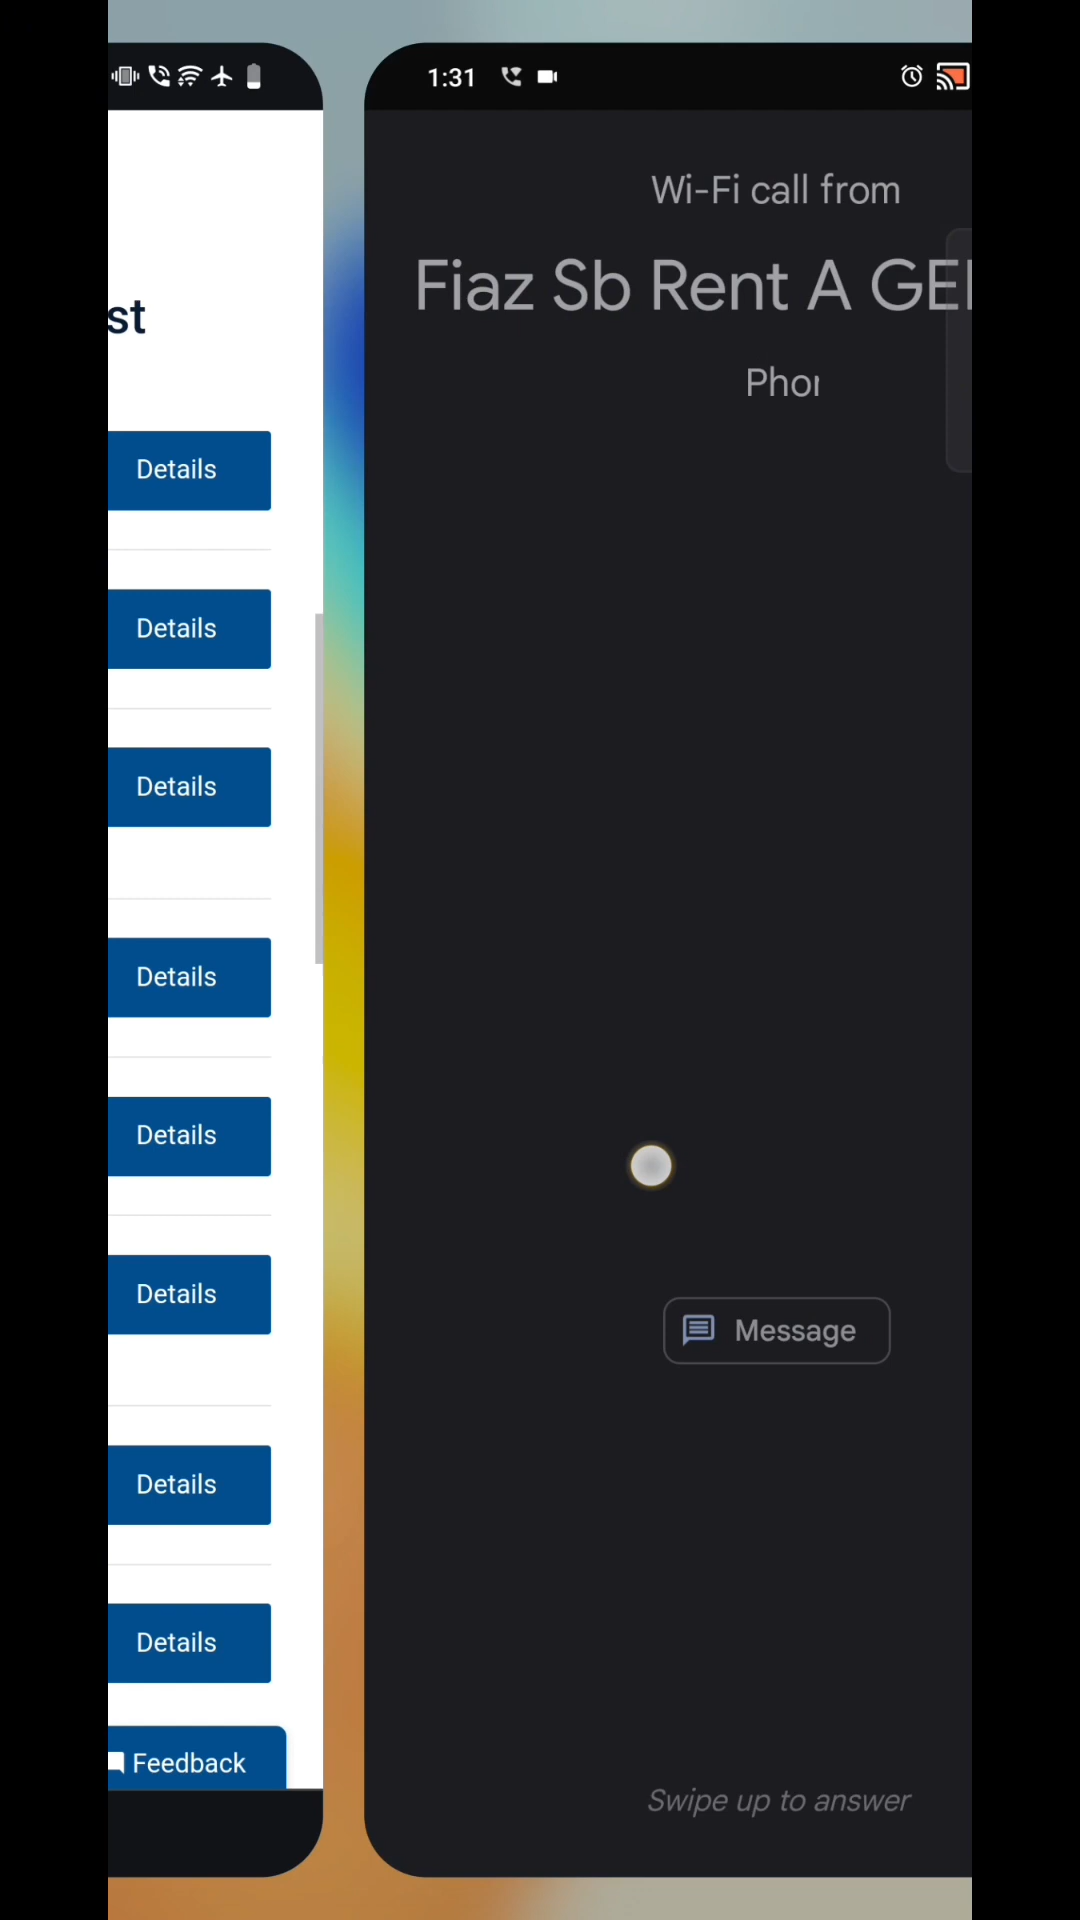 st
Details
Details
Details
Details
Details
Details
Details
Details
Feedback
1:31
Wi-Fi call from
Fiaz Sb Rent A GE
Phor
Message
Swipe up to answer